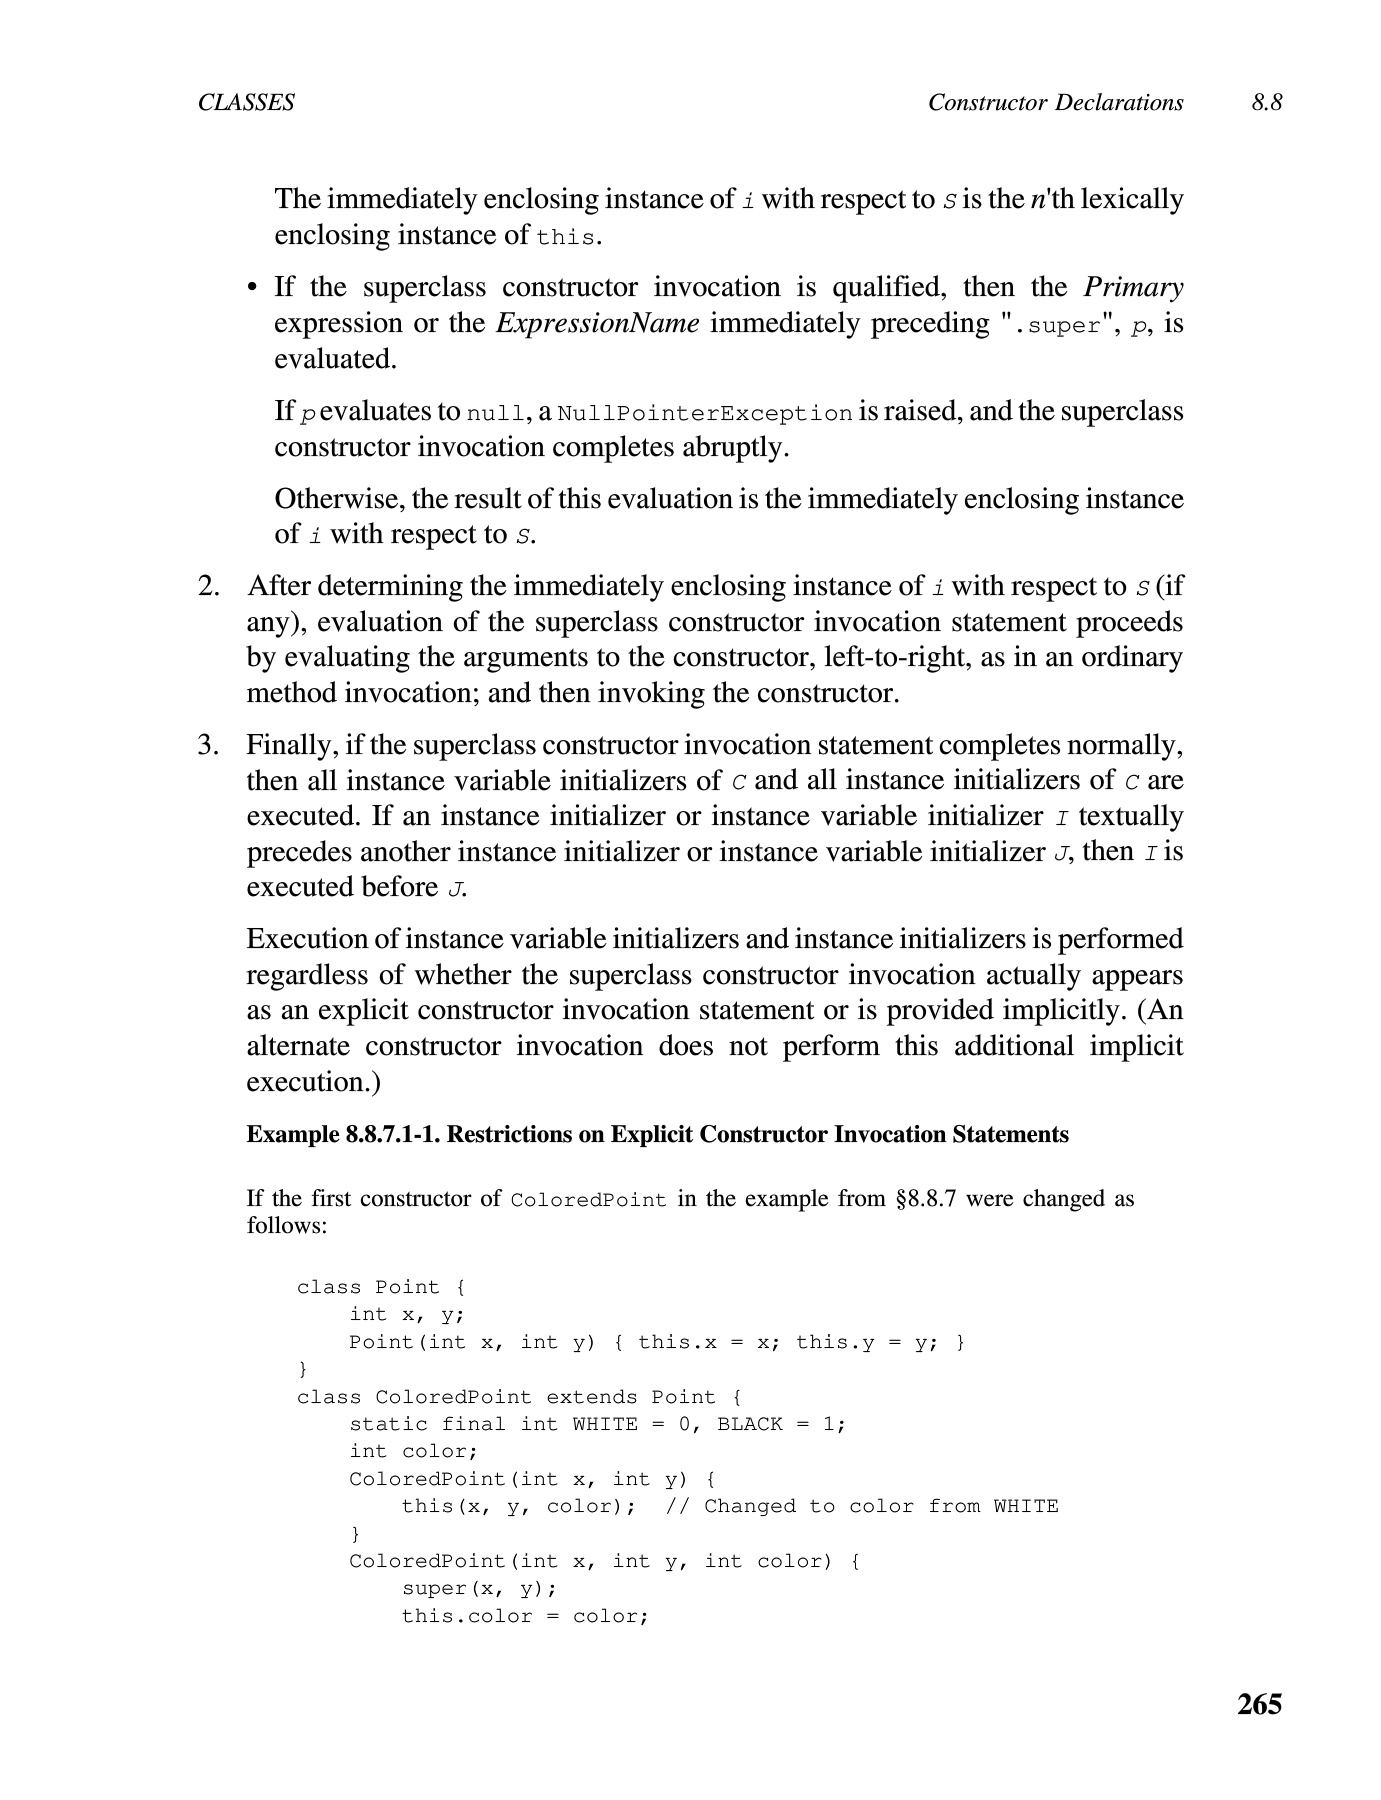 CLASSES Constructor Declarations 8.8
The immediately enclosing instance of i with respect to S is the n'th lexically
enclosing instance of this.
• If the superclass constructor invocation is qualified, then the Primary
expression or the ExpressionName immediately preceding ".super", p, is
evaluated.
If p evaluates to null, a NullPointerException is raised, and the superclass
constructor invocation completes abruptly.
Otherwise, the result of this evaluation is the immediately enclosing instance
of i with respect to S.
2. After determining the immediately enclosing instance of i with respect to S (if
any), evaluation of the superclass constructor invocation statement proceeds
by evaluating the arguments to the constructor, left-to-right, as in an ordinary
method invocation; and then invoking the constructor.
3. Finally, if the superclass constructor invocation statement completes normally,
then all instance variable initializers of C and all instance initializers of C are
executed. If an instance initializer or instance variable initializer I textually
precedes another instance initializer or instance variable initializer J, then I is
executed before J.
Execution of instance variable initializers and instance initializers is performed
regardless of whether the superclass constructor invocation actually appears
as an explicit constructor invocation statement or is provided implicitly. (An
alternate constructor invocation does not perform this additional implicit
execution.)
Example 8.8.7.1-1. Restrictions on Explicit Constructor Invocation Statements
If the first constructor of ColoredPoint in the example from §8.8.7 were changed as
follows:
class Point {
    int x, y;
    Point(int x, int y) { this.x = x; this.y = y; }
}
class ColoredPoint extends Point {
    static final int WHITE = 0, BLACK = 1;
    int color;
    ColoredPoint(int x, int y) {
        this(x, y, color);  // Changed to color from WHITE
    }
    ColoredPoint(int x, int y, int color) {
        super(x, y);
        this.color = color;
265